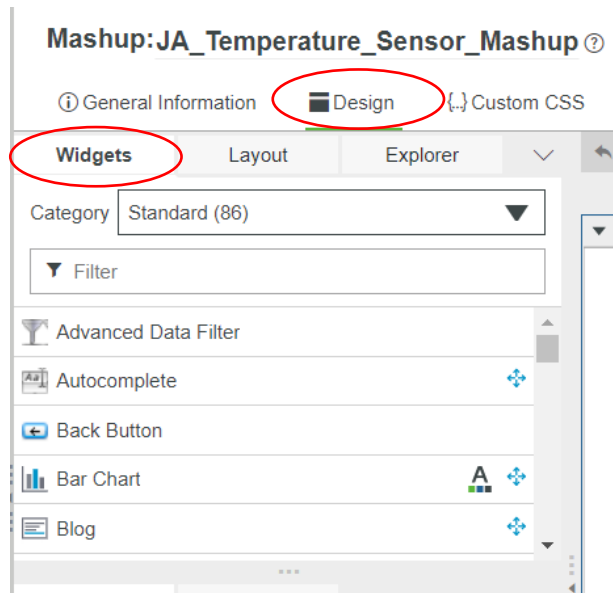 Mashup: JA_Temperature_Sensor_Mashup ?
i General Information Design {..} Custom CSS
Widgets Layout Explorer
Category Standard (86)
Filter
Advanced Data Filter
Aa Autocomplete
Back Button
Bar Chart A
Blog